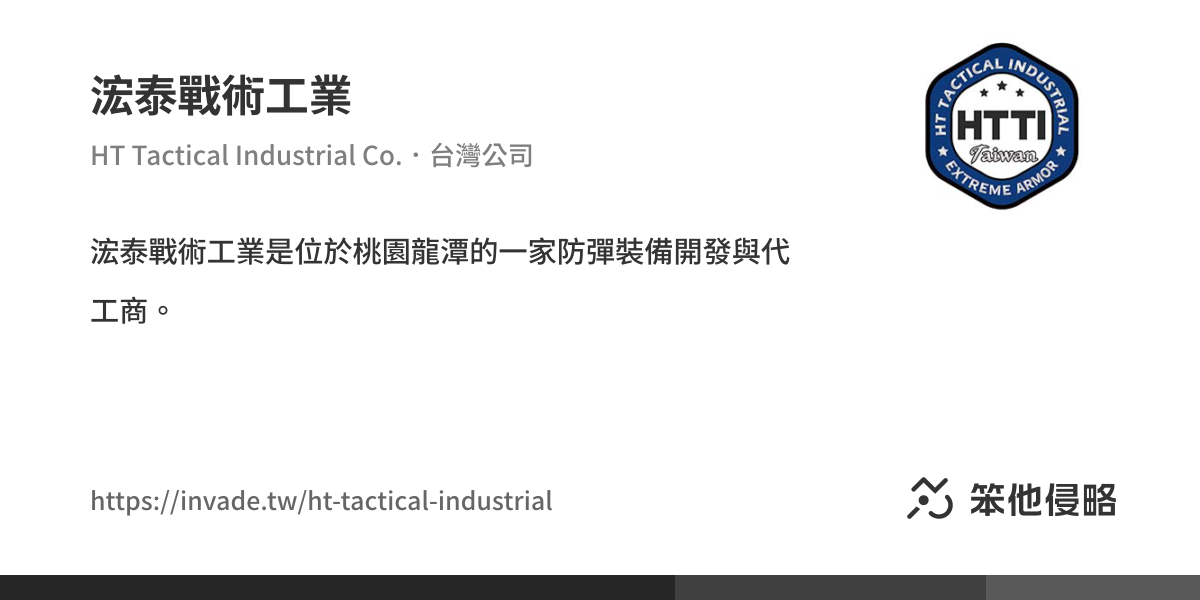 浤泰戰術工業
HT Tactical Industrial Co.・台灣公司
HT TACTICAL INDUSTRIAL
HTTI
Taiwan
EXTREME ARMOR
浤泰戰術工業是位於桃園龍潭的一家防彈裝備開發與代
工商。
https://invade.tw/ht-tactical-industrial
笨他侵略